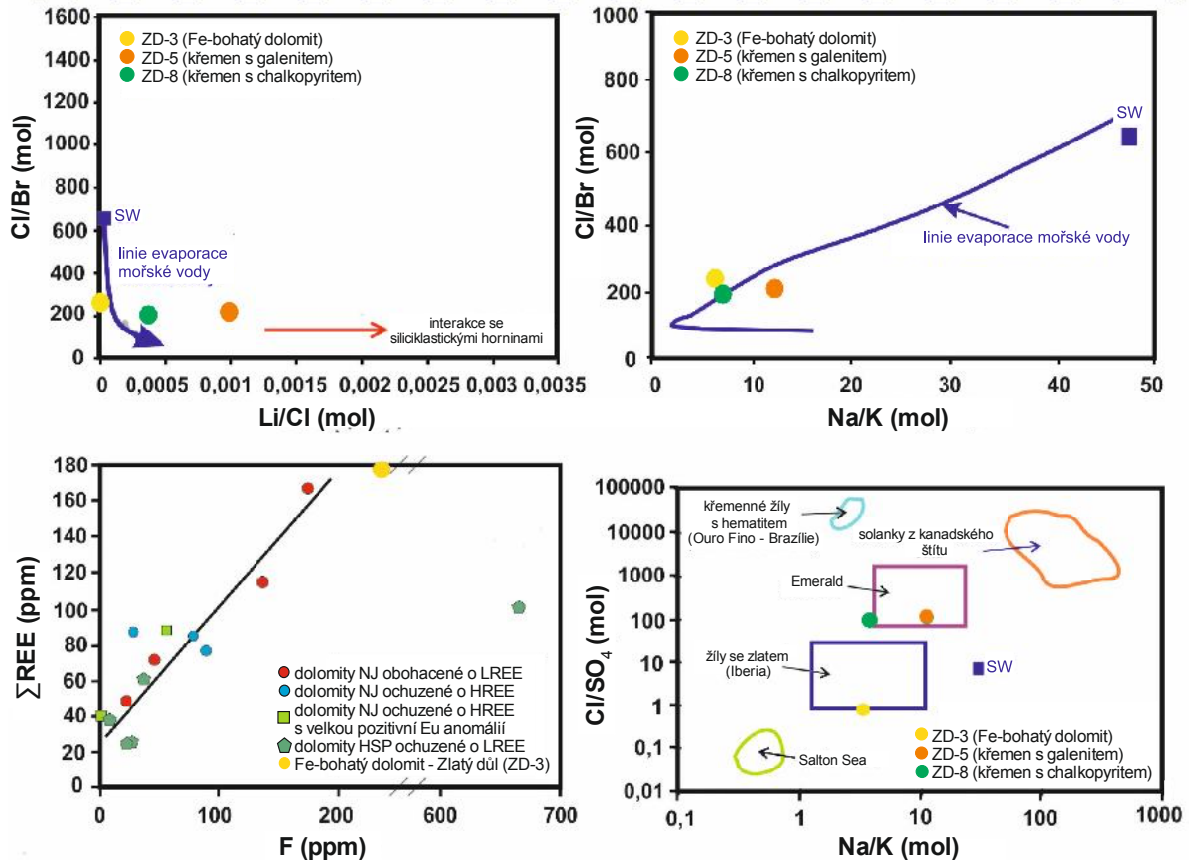 1600
1400
1200
1000
800
600
400
200
0
Cl/Br (mol)
ZD-3 (Fe-bohatý dolomit)
ZD-5 (křemen s galenitem)
ZD-8 (křemen s chalkopyritem)
SW
linie evaporace
mořské vody
interakce se
siliciklastickými horninami
0 0,0005 0,001 0,0015 0,002 0,0025 0,003 0,0035
Li/Cl (mol)
1000
800
600
400
200
0
Cl/Br (mol)
ZD-3 (Fe-bohatý dolomit)
ZD-5 (křemen s galenitem)
ZD-8 (křemen s chalkopyritem)
SW
linie evaporace mořské vody
0 10 20 30 40 50
Na/K (mol)
180
160
140
120
100
80
60
40
20
0
∑REE (ppm)
dolomity NJ obohacené o LREE
dolomity NJ ochuzené o HREE
dolomity NJ ochuzené o HREE
s velkou pozitivní Eu anomálií
dolomity HSP ochuzené o LREE
Fe-bohatý dolomit - Zlatý důl (ZD-3)
0 100 200 600 700
F (ppm)
100000
10000
1000
100
10
1
0,1
0,01
Cl/SO₄ (mol)
křemenné žíly
s hematitem
(Ouro Fino - Brazílie)
solanky z kanadského
štítu
Emerald
žíly se zlatem
(Iberia)
SW
Salton Sea
ZD-3 (Fe-bohatý dolomit)
ZD-5 (křemen s galenitem)
ZD-8 (křemen s chalkopyritem)
0,1 1 10 100 1000
Na/K (mol)